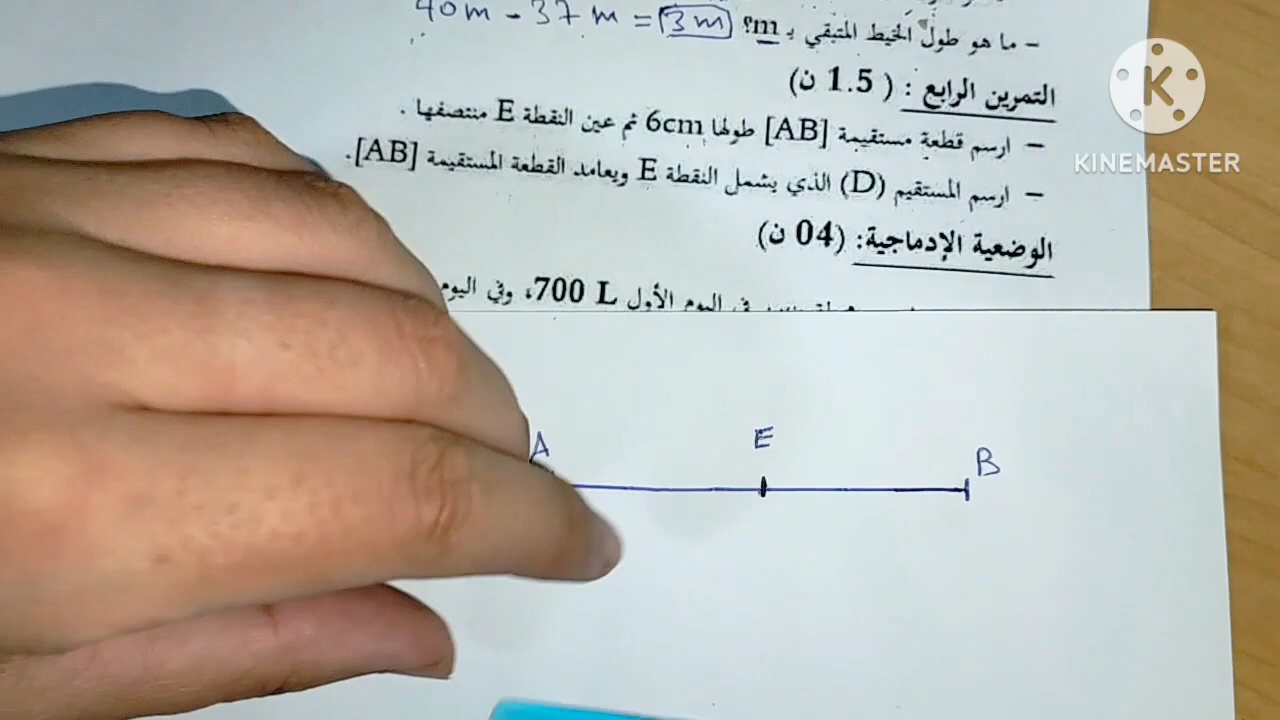 - ما هو طول الخيط المتبقي بـ m؟ 40m - 37m = 3m
التمرين الرابع : ( 1.5 ن)
- ارسم قطعة مستقيمة [AB] طولها 6cm ثم عين النقطة E منتصفها .
- ارسم المستقيم (D) الذي يشمل النقطة E ويعامد القطعة المستقيمة [AB].
الوضعية الإدماجية: (04 ن)
في اليوم الأول 700 L، وفي اليوم
A E B
K
KINEMASTER